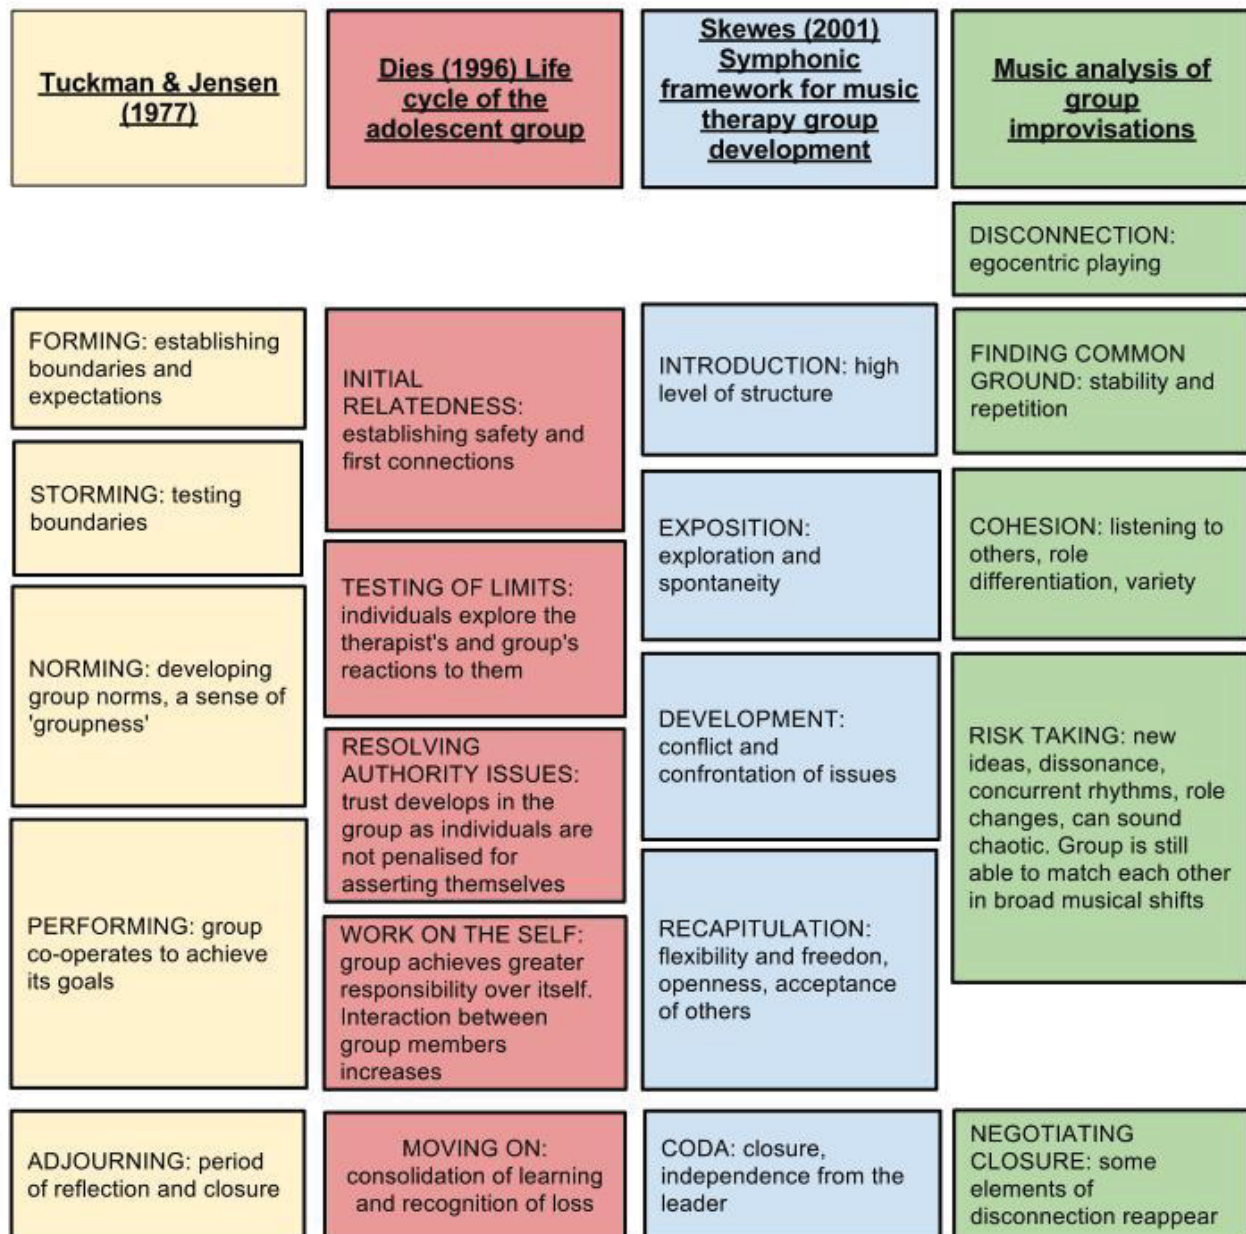 Tuckman & Jensen
(1977)
Dies (1996) Life
cycle of the
adolescent group
Skewes (2001)
Symphonic
framework for music
therapy group
development
Music analysis of
group
improvisations
DISCONNECTION:
egocentric playing
FORMING: establishing
boundaries and
expectations
INITIAL
RELATEDNESS:
establishing safety and
first connections
INTRODUCTION: high
level of structure
FINDING COMMON
GROUND: stability and
repetition
STORMING: testing
boundaries
EXPOSITION:
exploration and
spontaneity
COHESION: listening to
others, role
differentiation, variety
TESTING OF LIMITS:
individuals explore the
therapist's and group's
reactions to them
NORMING: developing
group norms, a sense of
'groupness'
DEVELOPMENT:
conflict and
confrontation of issues
RISK TAKING: new
ideas, dissonance,
concurrent rhythms, role
changes, can sound
chaotic. Group is still
able to match each other
in broad musical shifts
RESOLVING
AUTHORITY ISSUES:
trust develops in the
group as individuals are
not penalised for
asserting themselves
PERFORMING: group
co-operates to achieve
its goals
WORK ON THE SELF:
group achieves greater
responsibility over itself.
Interaction between
group members
increases
RECAPITULATION:
flexibility and freedon,
openness, acceptance
of others
ADJOURNING: period
of reflection and closure
MOVING ON:
consolidation of learning
and recognition of loss
CODA: closure,
independence from the
leader
NEGOTIATING
CLOSURE: some
elements of
disconnection reappear